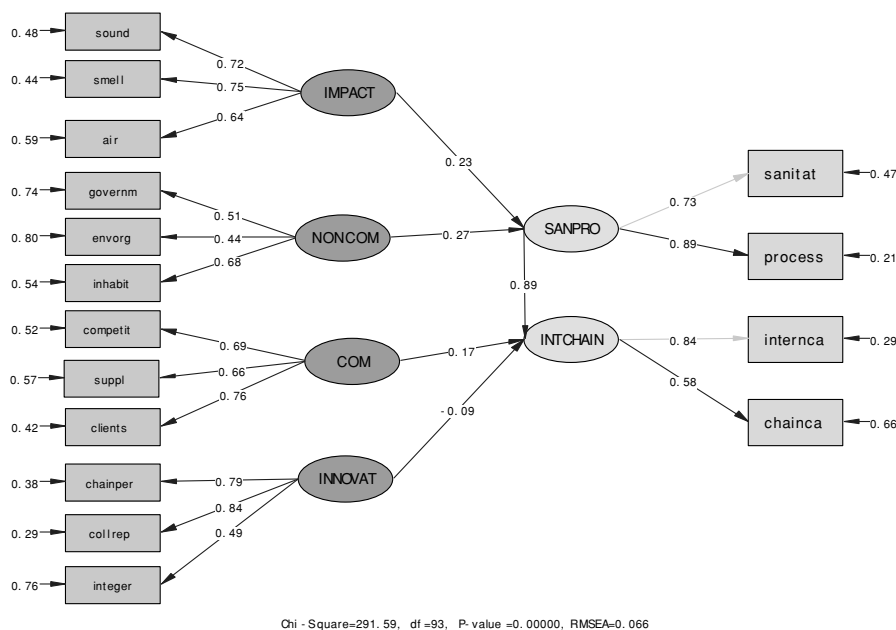 0.48 sound
0.72
0.44 smell
0.75
IMPACT
0.64
0.59 air
0.23
0.74 governm
0.51
0.80 envorg
0.44
NONCOM
0.27
SANPRO
0.73
sanitat 0.47
0.89
process 0.21
0.68
0.54 inhabit
0.89
0.52 competit
0.69
INTCHAIN
0.84
internca 0.29
0.66
COM
0.17
0.57 suppl
0.76
0.58
0.42 clients
-0.09
chainca 0.66
0.38 chainper
0.79
INNOVAT
0.84
0.29 collrep
0.49
0.76 integer
Chi-Square=291.59, df=93, P-value=0.00000, RMSEA=0.066